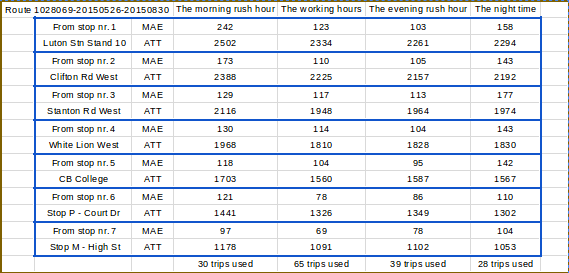 Route 1028069-20150526-20150830 The morning rush hour The working hours The evening rush hour The night time
From stop nr. 1 MAE 242 123 103 158
Luton Stn Stand 10 ATT 2502 2334 2261 2294
From stop nr. 2 MAE 173 110 105 143
Clifton Rd West ATT 2388 2225 2157 2192
From stop nr. 3 MAE 129 117 113 177
Stanton Rd West ATT 2116 1948 1964 1974
From stop nr. 4 MAE 130 114 104 143
White Lion West ATT 1968 1810 1828 1830
From stop nr. 5 MAE 118 104 95 142
CB College ATT 1703 1560 1587 1567
From stop nr. 6 MAE 121 78 86 110
Stop P - Court Dr ATT 1441 1326 1349 1302
From stop nr. 7 MAE 97 69 78 104
Stop M - High St ATT 1178 1091 1102 1053
30 trips used 65 trips used 39 trips used 28 trips used